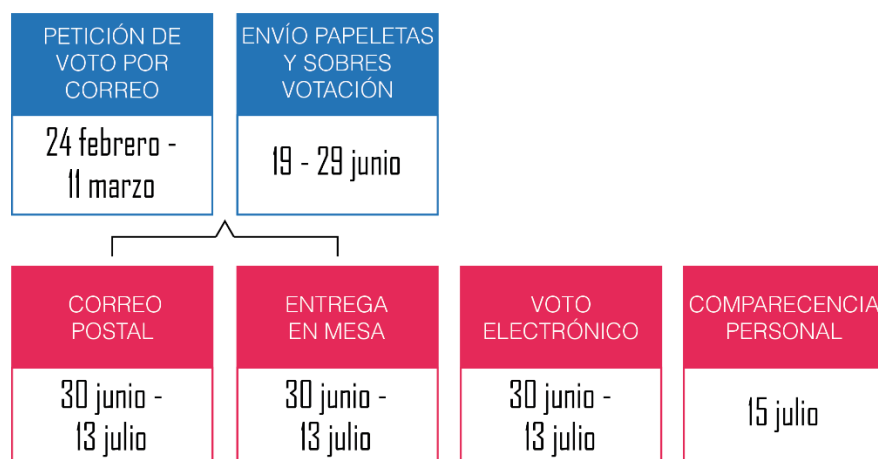 PETICIÓN DE
VOTO POR
CORREO
24 febrero -
11 marzo
ENVÍO PAPELETAS
Y SOBRES
VOTACIÓN
19 - 29 junio
CORREO
POSTAL
30 junio -
13 julio
ENTREGA
EN MESA
30 junio -
13 julio
VOTO
ELECTRÓNICO
30 junio -
13 julio
COMPARECENCIA
PERSONAL
15 julio